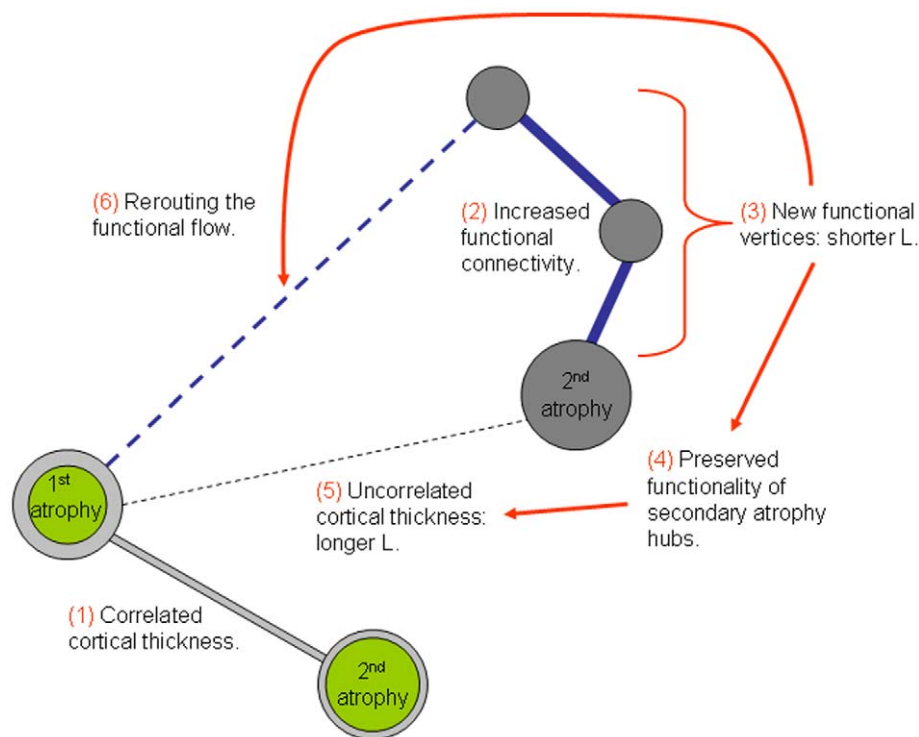 (6) Rerouting the
functional flow.
(2) Increased
functional
connectivity.
(3) New functional
vertices: shorter L.
2nd
atrophy
(4) Preserved
functionality of
secondary atrophy
hubs.
(5) Uncorrelated
cortical thickness:
longer L.
1st
atrophy
(1) Correlated
cortical thickness.
2nd
atrophy